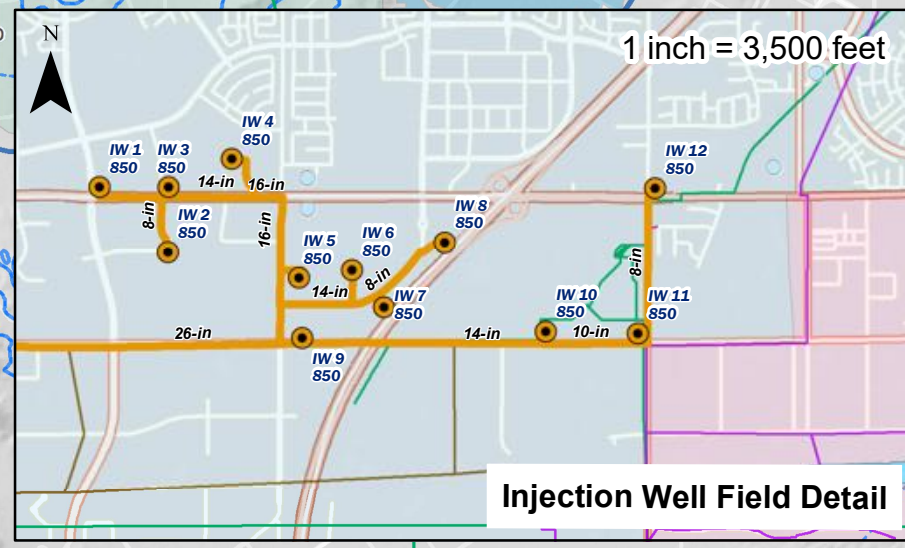 N
1 inch = 3,500 feet
IW 4
850
IW 1
850
IW 3
850
IW 12
850
14-in
16-in
8-in
IW 2
850
16-in
IW 8
850
IW 5
850
IW 6
850
8-in
14-in
8-in
IW 7
850
IW 10
850
IW 11
850
26-in
IW 9
850
14-in
10-in
Injection Well Field Detail